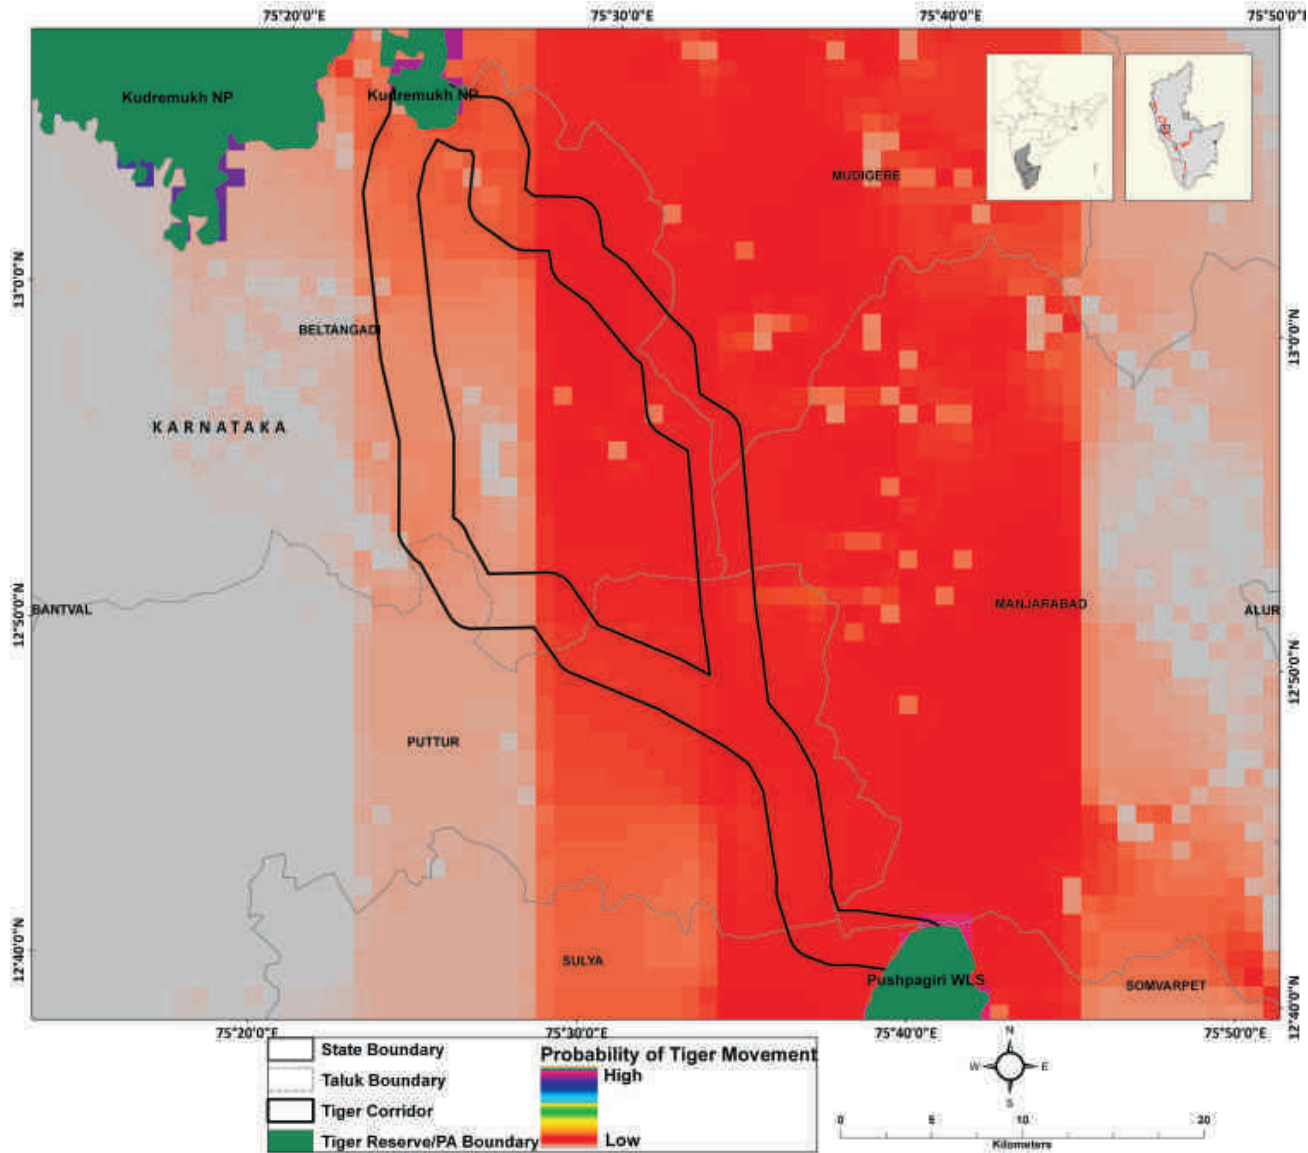 75°20'0"E 75°30'0"E 75°40'0"E 75°50'0"E
Kudremukh NP
Kudremukh NP
MUDIGERE
13°0'0"N
BELTANGADI
13°0'0"N
KARNATAKA
BANTVAL
MANJARABAD
ALUR
12°50'0"N
12°50'0"N
PUTTUR
12°40'0"N
SULYA
Pushpagiri WLS
SOMVARPET
12°40'0"N
75°20'0"E 75°30'0"E 75°40'0"E 75°50'0"E
State Boundary
Taluk Boundary
Tiger Corridor
Tiger Reserve/PA Boundary
Probability of Tiger Movement
High
Low
N
W E
S
0 5 10 20
Kilometers